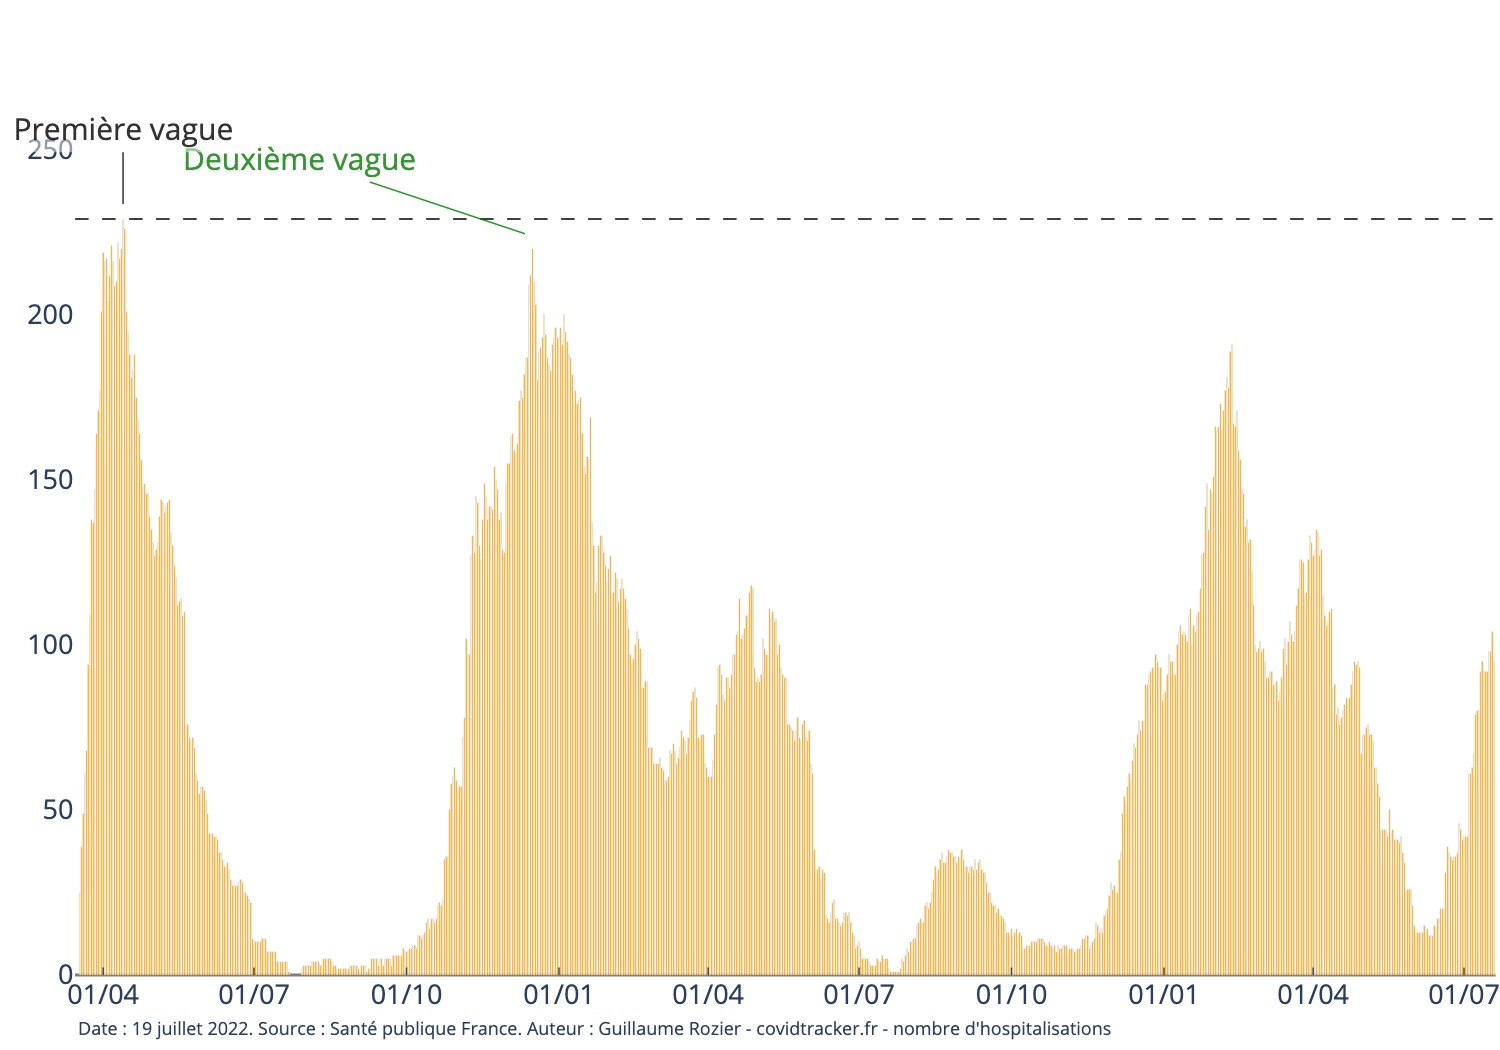 Première vague
250
Deuxième vague
200
150
100
50
0
01/04 01/07 01/10 01/01 01/04 01/07 01/10 01/01 01/04 01/07
Date : 19 juillet 2022. Source : Santé publique France. Auteur : Guillaume Rozier - covidtracker.fr - nombre d'hospitalisations